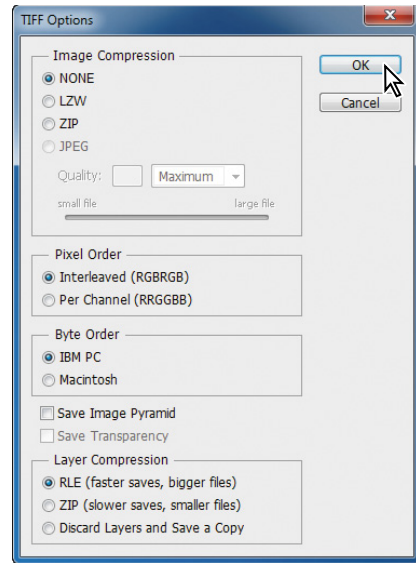 TIFF Options
Image Compression
NONE
LZW
ZIP
JPEG
Quality:
Maximum
small file
large file
OK
Cancel
Pixel Order
Interleaved (RGBRGB)
Per Channel (RRGGBB)
Byte Order
IBM PC
Macintosh
Save Image Pyramid
Save Transparency
Layer Compression
RLE (faster saves, bigger files)
ZIP (slower saves, smaller files)
Discard Layers and Save a Copy